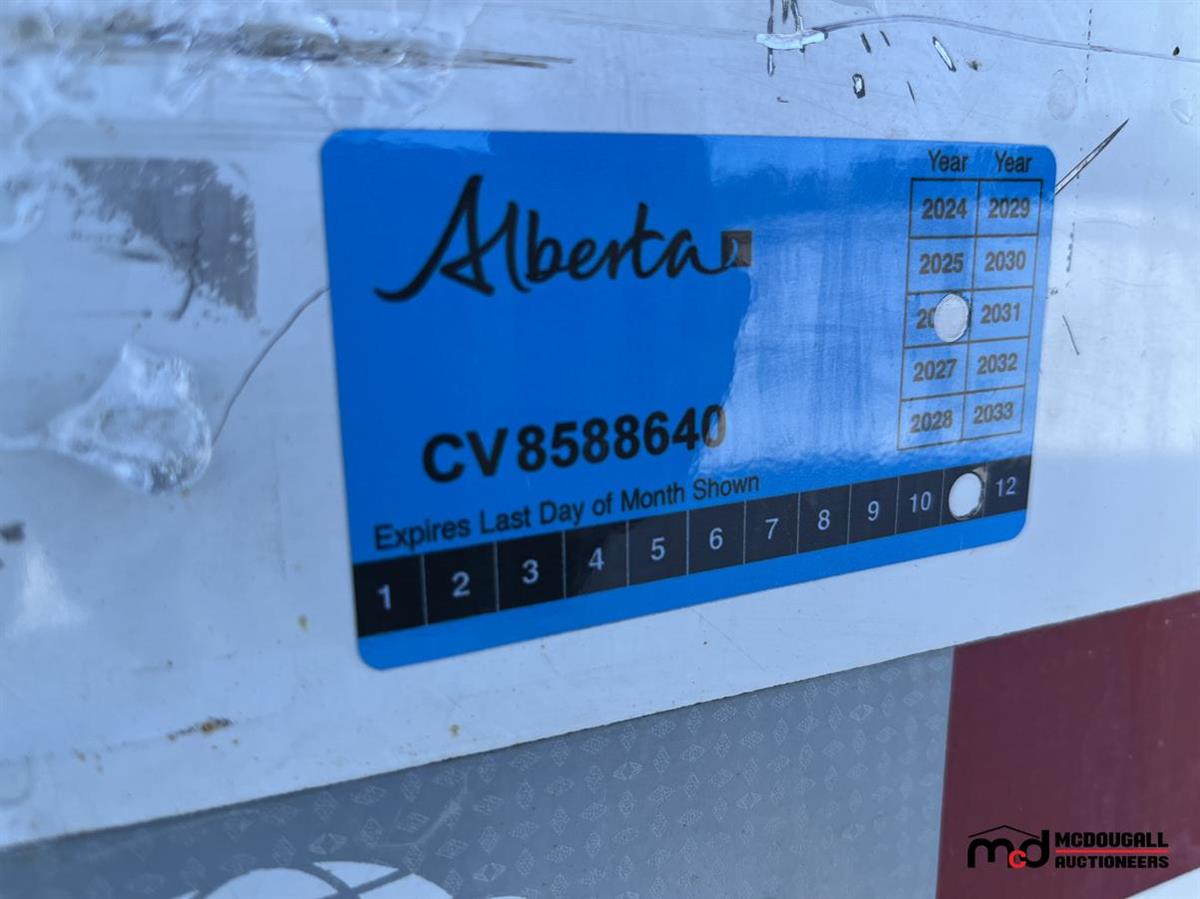 Alberta
Year Year
2024 2029
2025 2030
2031
2027 2032
2028 2033
CV8588640
Expires Last Day of Month Shown
1 2 3 4 5 6 7 8 9 10 12
McD MCDOUGALL
AUCTIONEERS